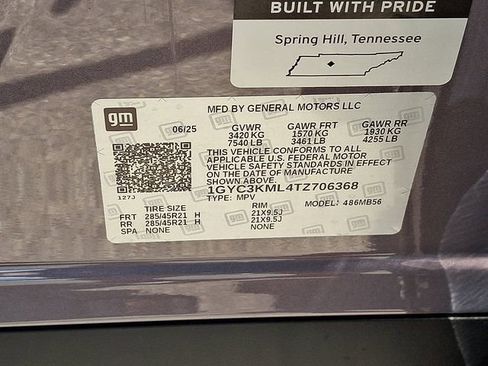 BUILT WITH PRIDE
Spring Hill, Tennessee
gm
MFD BY GENERAL MOTORS LLC
06/25 GVWR GAWR FRT GAWR RR
3420 KG 1570 KG 1930 KG
7540 LB 3461 LB 4255 LB
THIS VEHICLE CONFORMS TO ALL
APPLICABLE U.S. FEDERAL MOTOR
VEHICLE SAFETY STANDARDS IN EFFECT
ON THE DATE OF MANUFACTURE
SHOWN ABOVE.
1GYC3KML4TZ706368
127J TYPE: MPV MODEL: 486MB56
TIRE SIZE RIM
FRT 285/45R21 H 21X9.5J
RR 285/45R21 H 21X9.5J
SPA NONE NONE